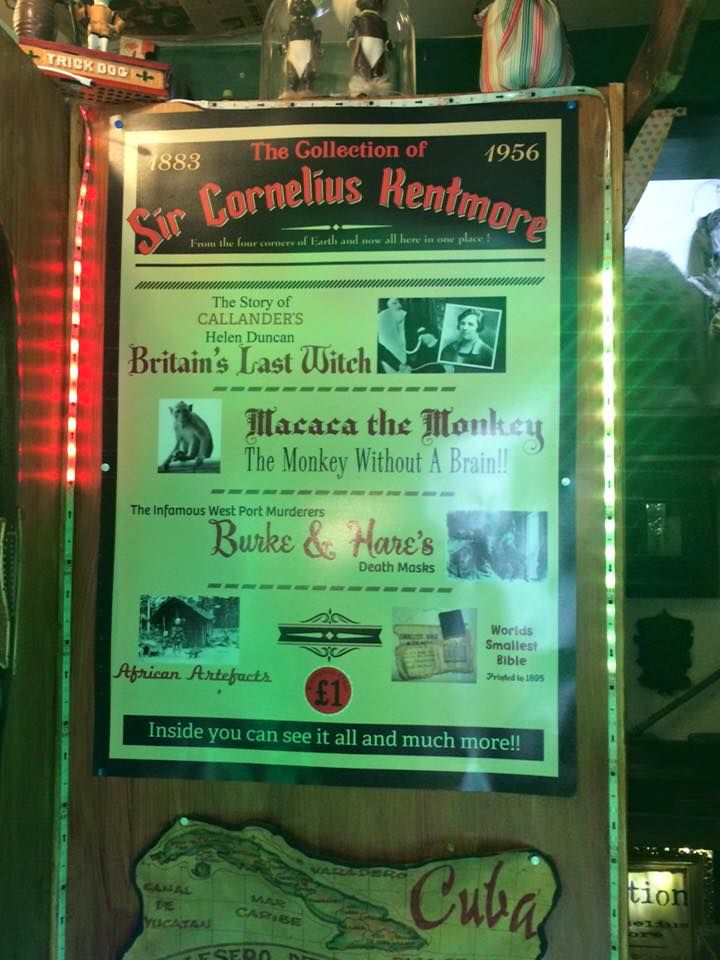 TRICK DOG
1883
The Collection of
1956
Sir Cornelius Kentmore
From the four corners of Earth and now all here in one place !
The Story of
CALLANDER'S
Helen Duncan
Britain's Last Witch
Macaca the Monkey
The Monkey Without A Brain!!
The Infamous West Port Murderers
Burke & Hare's
Death Masks
African Artefacts
£1
Worlds
Smallest
Bible
Printed in 1895
Inside you can see it all and much more!!
Cuba
VARADERO
CANAL
DE
YUCATAN
MAR
CARIBE
tion